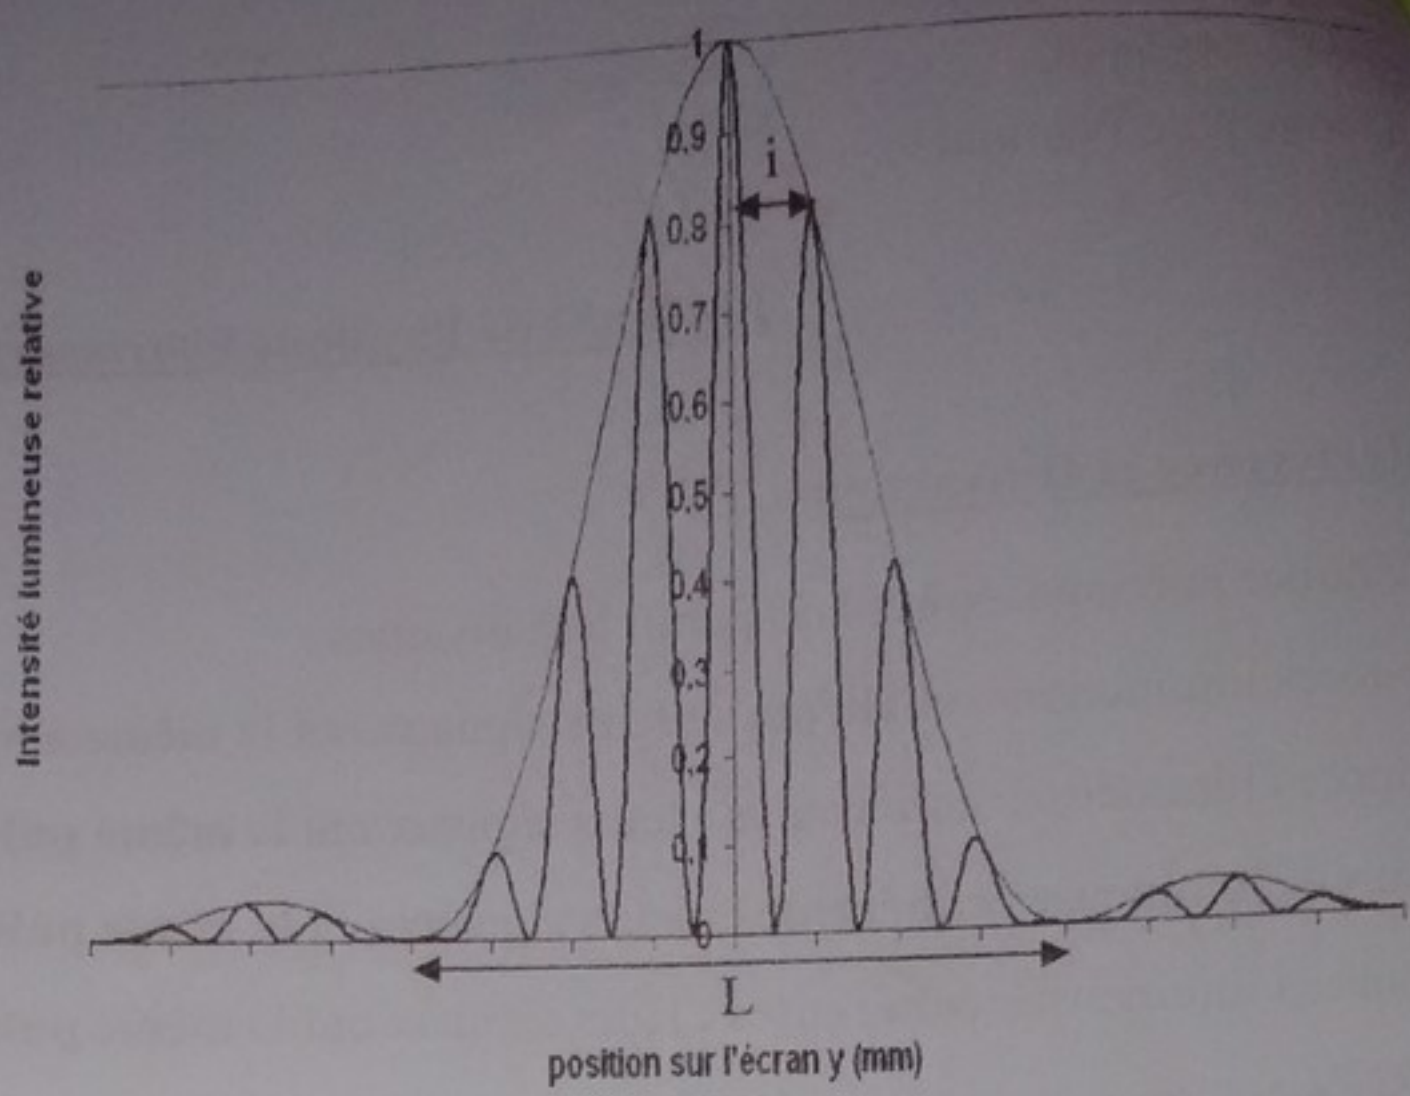 Intensité lumineuse relative
1
0,9
i
0,8
0,7
0,6
0,5
0,4
0,3
0,2
0,1
0
L
position sur l'écran y (mm)